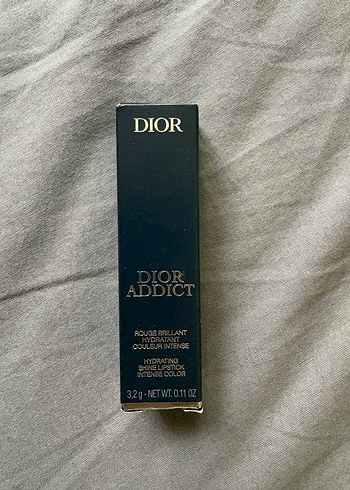 DIOR
DIOR
ADDICT
ROUGE BRILLANT
HYDRATANT
COULEUR INTENSE
HYDRATING
SHINE LIPSTICK
INTENSE COLOR
3,2 g - NET WT. 0.11 OZ